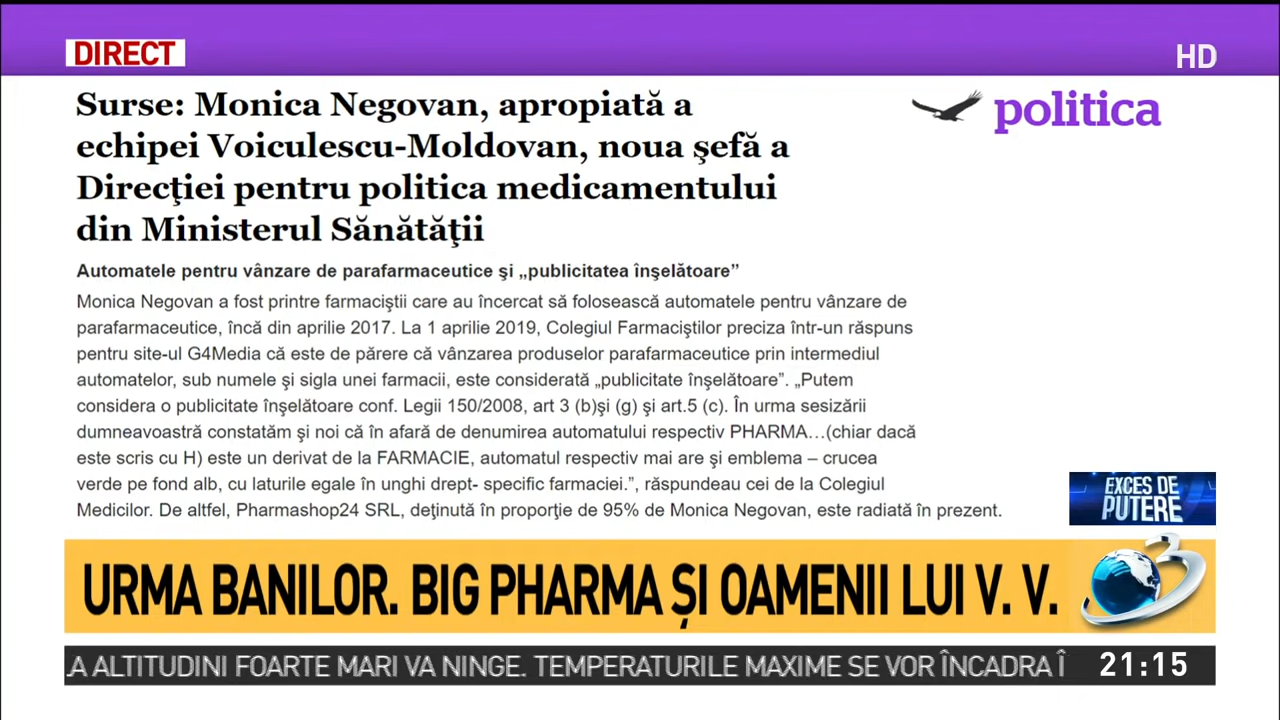 DIRECT
HD
Surse: Monica Negovan, apropiată a
echipei Voiculescu-Moldovan, noua şefă a
Direcţiei pentru politica medicamentului
din Ministerul Sănătăţii
politica
Automatele pentru vânzare de parafarmaceutice şi „publicitatea înşelătoare”
Monica Negovan a fost printre farmaciştii care au încercat să folosească automatele pentru vânzare de
parafarmaceutice, încă din aprilie 2017. La 1 aprilie 2019, Colegiul Farmaciştilor preciza într-un răspuns
pentru site-ul G4Media că este de părere că vânzarea produselor parafarmaceutice prin intermediul
automatelor, sub numele şi sigla unei farmacii, este considerată „publicitate înşelătoare”. „Putem
considera o publicitate înşelătoare conf. Legii 150/2008, art 3 (b)şi (g) şi art.5 (c). În urma sesizării
dumneavoastră constatăm şi noi că în afară de denumirea automatului respectiv PHARMA…(chiar dacă
este scris cu H) este un derivat de la FARMACIE, automatul respectiv mai are şi emblema – crucea
verde pe fond alb, cu laturile egale în unghi drept- specific farmaciei.”, răspundeau cei de la Colegiul
Medicilor. De altfel, Pharmashop24 SRL, deţinută în proporţie de 95% de Monica Negovan, este radiată în prezent.
EXCES DE
PUTERE
URMA BANILOR. BIG PHARMA ȘI OAMENII LUI V. V.
3
LA ALTITUDINI FOARTE MARI VA NINGE. TEMPERATURILE MAXIME SE VOR ÎNCADRA Î
21:15